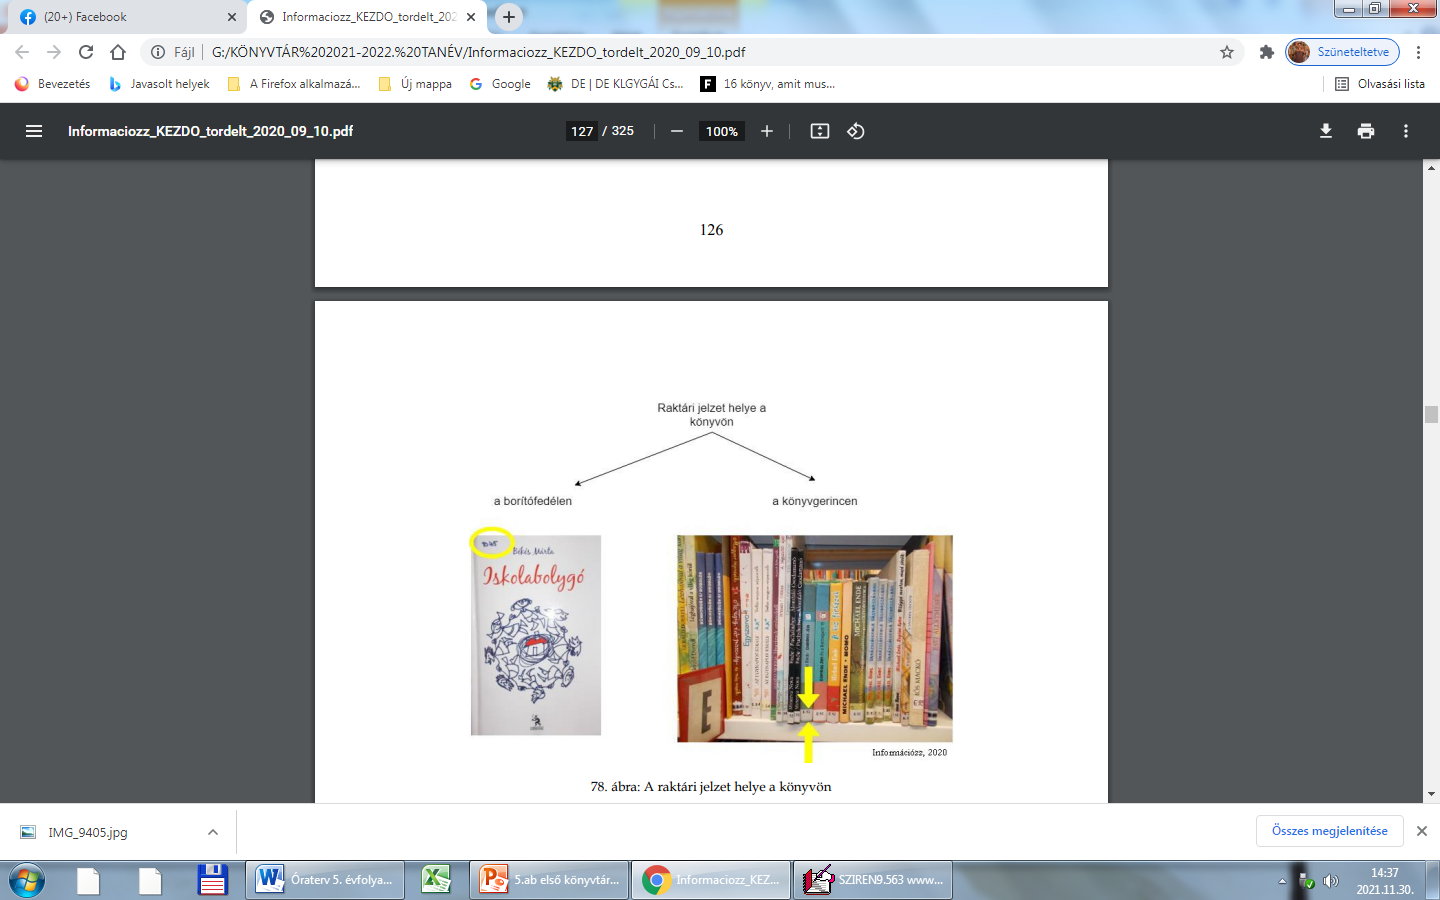 (20+) Facebook
Informaciozz_KEZDO_tordelt_202
Fájl
G:/KÖNYVTÁR%202021-2022.%20TANÉV/Informaciozz_KEZDO_tordelt_2020_09_10.pdf
Szüneteltetve
Bevezetés
Javasolt helyek
A Firefox alkalmazá...
Új mappa
Google
DE | DE KLGYGÁI Cs...
16 könyv, amit mus...
Olvasási lista
Informaciozz_KEZDO_tordelt_2020_09_10.pdf
127 / 325
100%
126
Raktári jelzet helye a
könyvön
a borítófedélen
a könyvgerincen
Békés Márta
Iskolabolygó
E
MICHAEL ENDE
MICHAEL ENDE • MOMO
Információzz, 2020
78. ábra: A raktári jelzet helye a könyvön
IMG_9405.jpg
Összes megjelenítése
Óraterv 5. évfolya...
5.ab első könyvtár...
Informaciozz_KEZ...
SZIREN9.563 www...
14:37
2021.11.30.